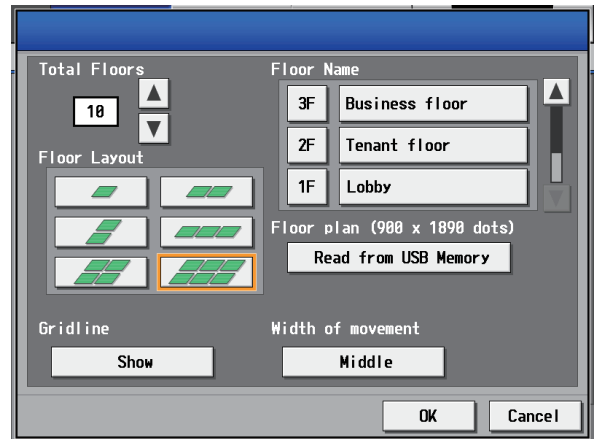 Total Floors
10
Floor Layout
Floor Name
3F Business floor
2F Tenant floor
1F Lobby
Floor plan (900 x 1890 dots)
Read from USB Memory
Gridline
Show
Width of movement
Middle
OK
Cancel